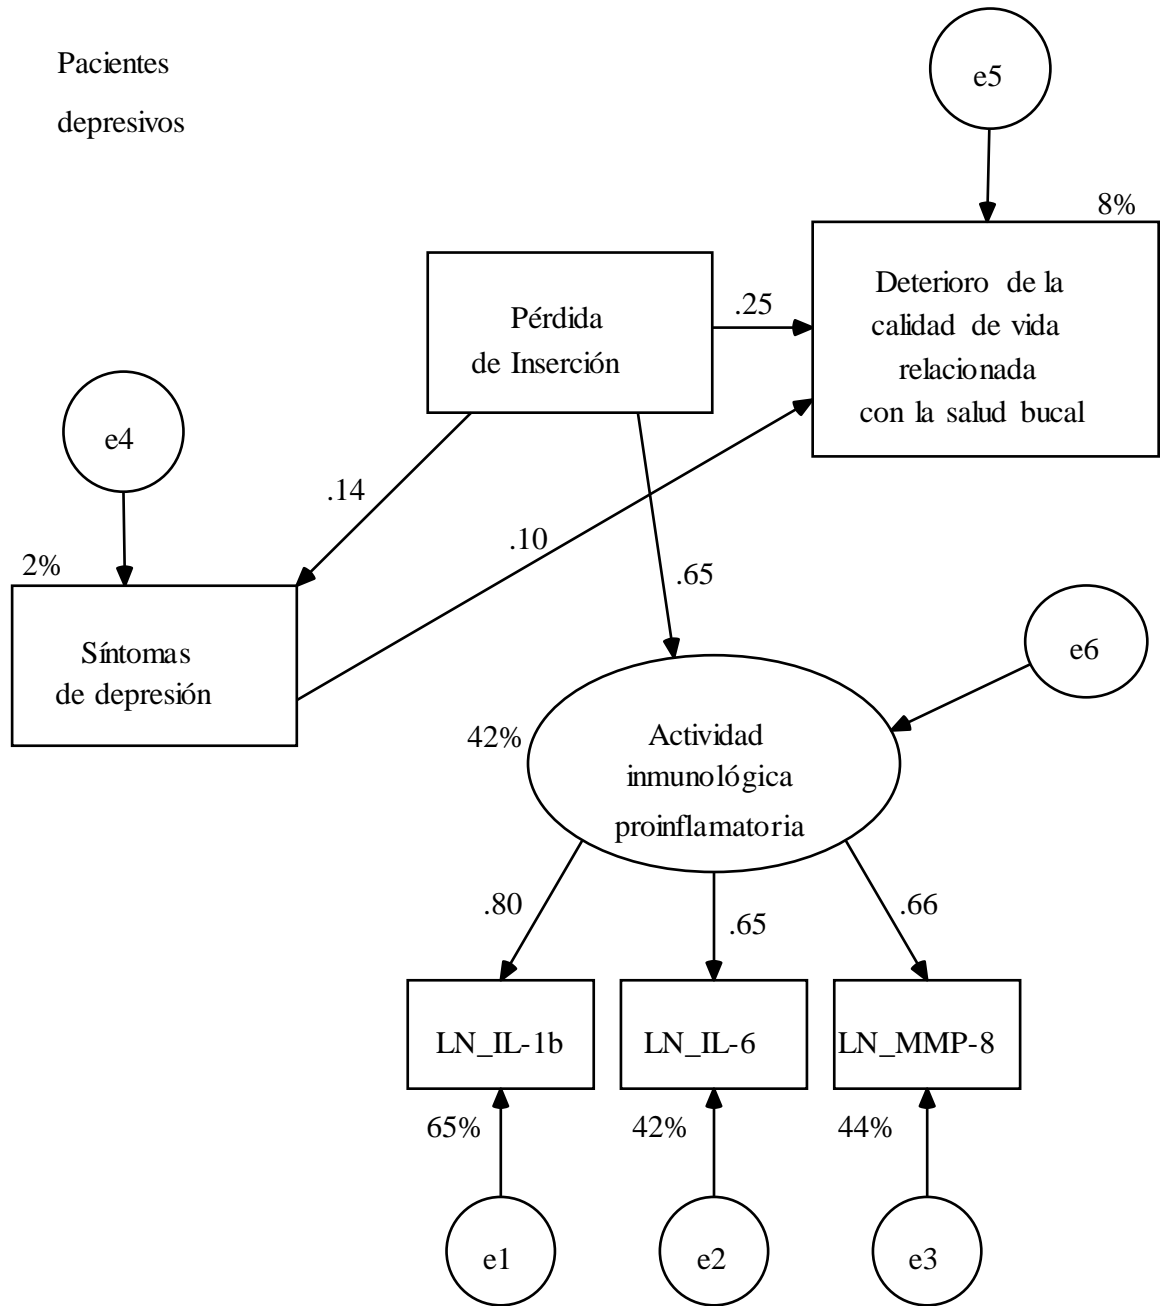 Pacientes
depresivos
e5
8%
Pérdida
de Inserción
.25
Deterioro de la
calidad de vida
relacionada
con la salud bucal
e4
.14
.10
.65
2%
Síntomas
de depresión
e6
42%
Actividad
inmunológica
proinflamatoria
.80
.65
.66
LN_IL-1b
LN_IL-6
LN_MMP-8
65%
42%
44%
e1
e2
e3